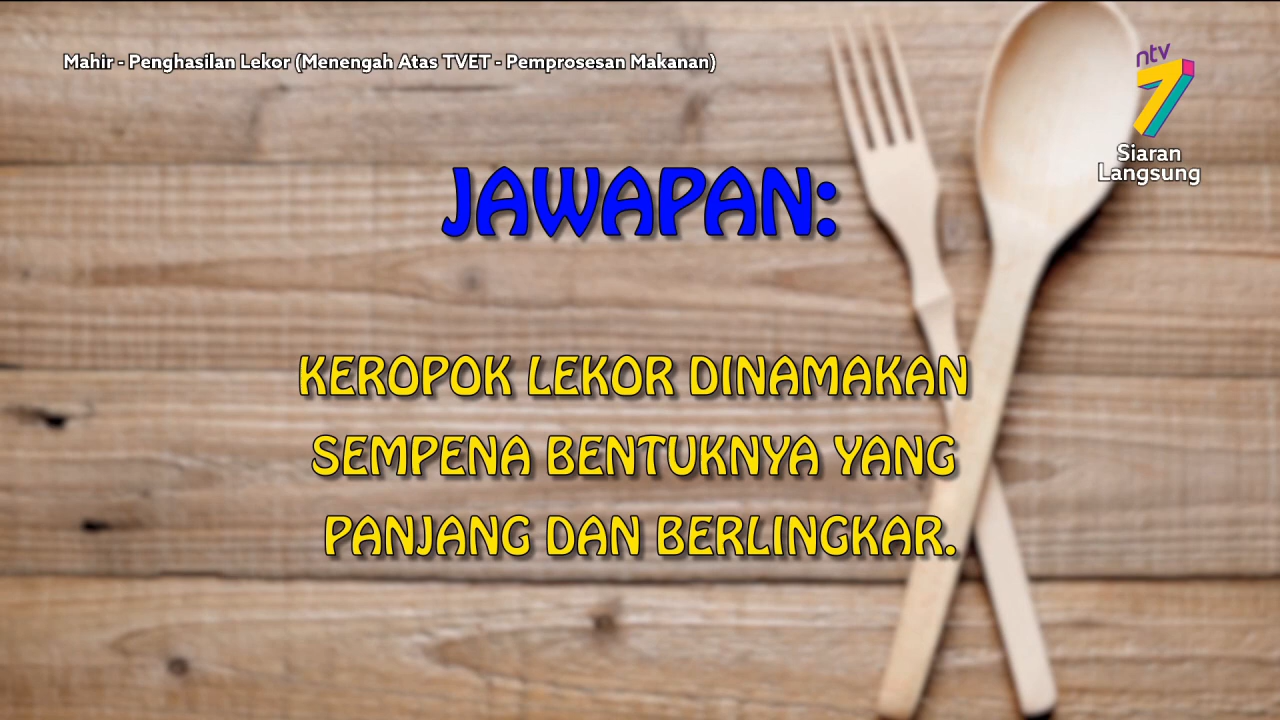 Mahir - Penghasilan Lekor (Menengah Atas TVET - Pemprosesan Makanan)
ntv
7
Siaran
Langsung
JAWAPAN:
KEROPOK LEKOR DINAMAKAN
SEMPENA BENTUKNYA YANG
PANJANG DAN BERLINGKAR.